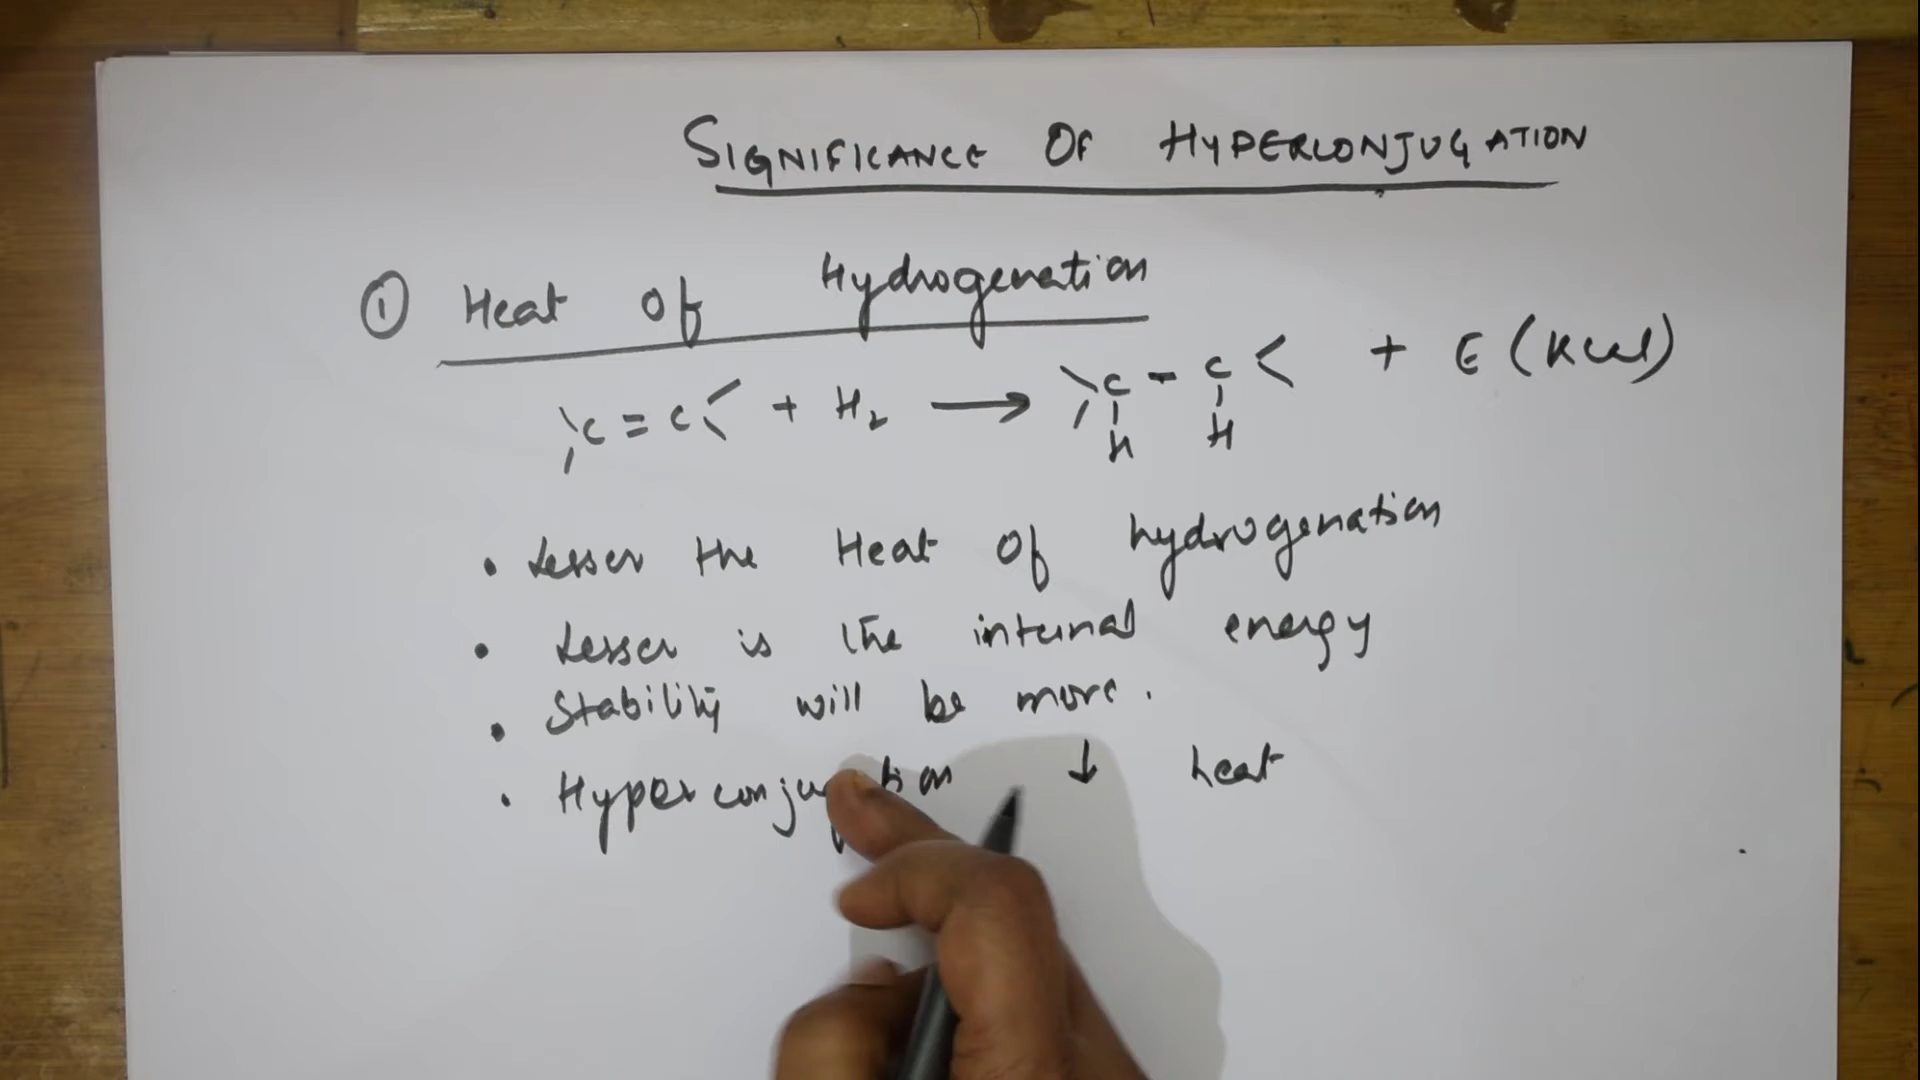 SIGNIFICANCE OF HYPERCONJUGATION
① Heat of Hydrogenation
>C=C< + H₂ → >C-C< + E (Kcal)
H H
• Lesser the Heat of hydrogenation
• Lesser is the internal energy
• Stability will be more.
• Hyperconjugation ↓ heat